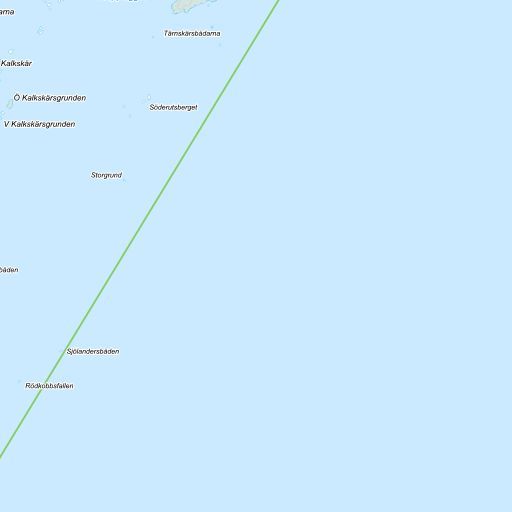 Tärnskärsbådarna
Kalkskär
Ö Kalkskärsgrunden
Söderutsberget
V Kalkskärsgrunden
Storgrund
Sjölandersbåden
Rödkobbsfallen